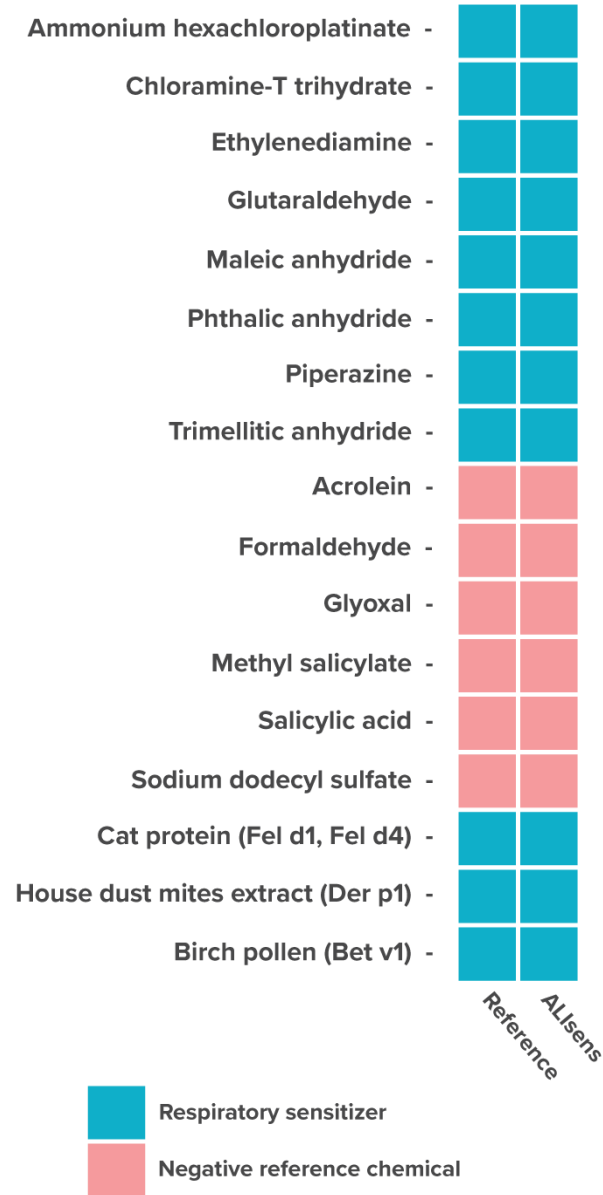 Ammonium hexachloroplatinate -
Chloramine-T trihydrate -
Ethylenediamine -
Glutaraldehyde -
Maleic anhydride -
Phthalic anhydride -
Piperazine -
Trimellitic anhydride -
Acrolein -
Formaldehyde -
Glyoxal -
Methyl salicylate -
Salicylic acid -
Sodium dodecyl sulfate -
Cat protein (Fel d1, Fel d4) -
House dust mites extract (Der p1) -
Birch pollen (Bet v1) -
Reference
ALIsens
Respiratory sensitizer
Negative reference chemical